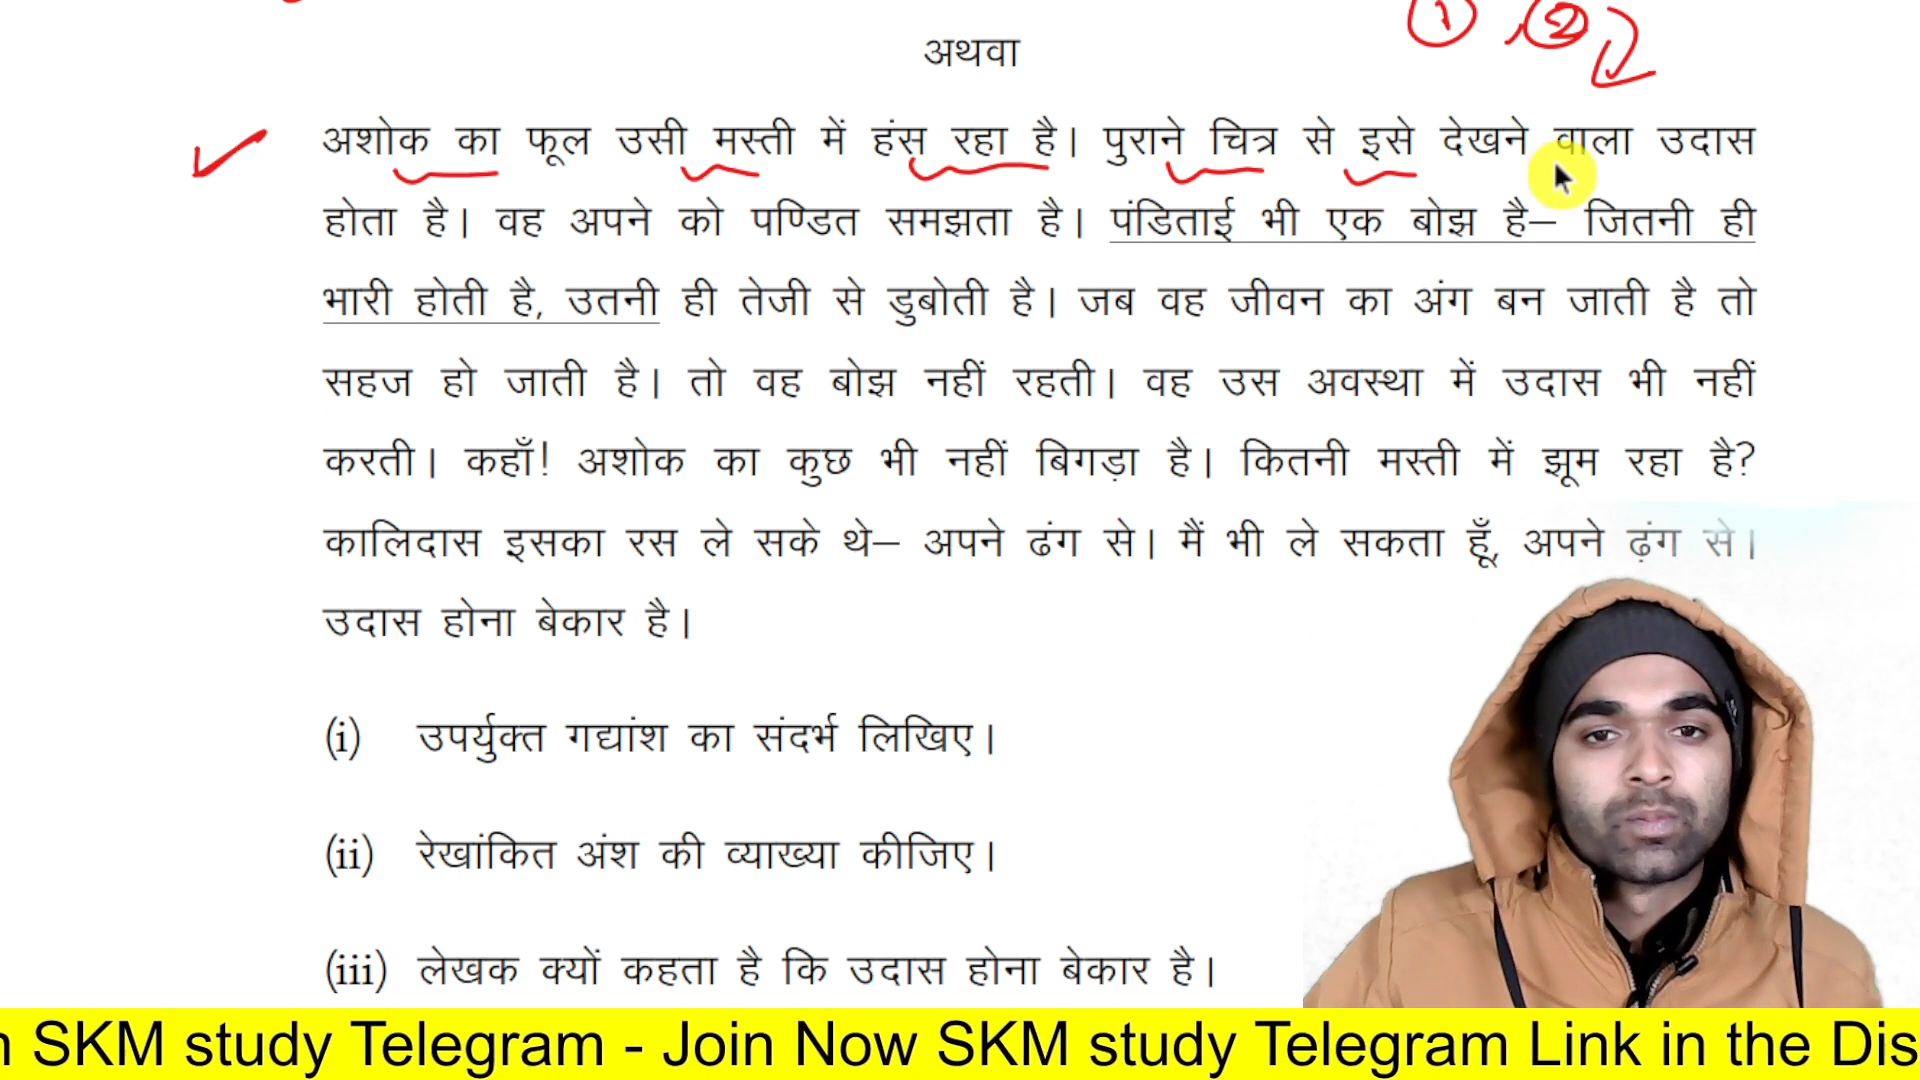 ① , ②
अथवा
अशोक का फूल उसी मस्ती में हंस रहा है। पुराने चित्र से इसे देखने वाला उदास
होता है। वह अपने को पण्डित समझता है। पंडिताई भी एक बोझ है– जितनी ही
भारी होती है, उतनी ही तेजी से डुबोती है। जब वह जीवन का अंग बन जाती है तो
सहज हो जाती है। तो वह बोझ नहीं रहती। वह उस अवस्था में उदास भी नहीं
करती। कहाँ! अशोक का कुछ भी नहीं बिगड़ा है। कितनी मस्ती में झूम रहा है?
कालिदास इसका रस ले सके थे– अपने ढंग से। मैं भी ले सकता हूँ, अपने ढ़ंग से।
उदास होना बेकार है।
(i) उपर्युक्त गद्यांश का संदर्भ लिखिए।
(ii) रेखांकित अंश की व्याख्या कीजिए।
(iii) लेखक क्यों कहता है कि उदास होना बेकार है।
n SKM study Telegram - Join Now SKM study Telegram Link in the Dis